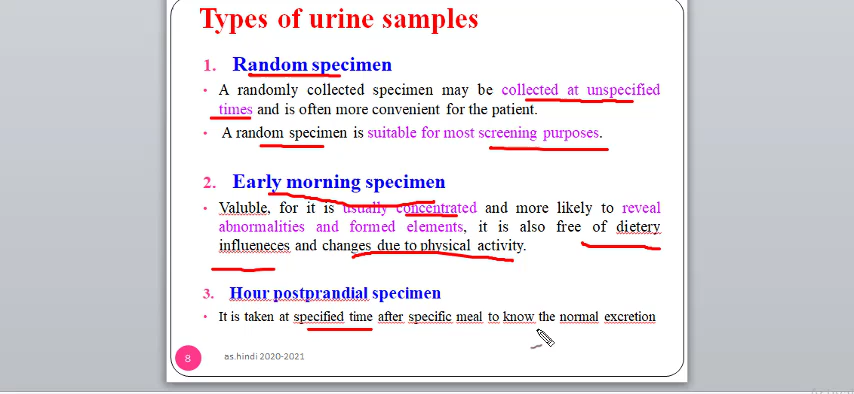 Types of urine samples
1. Random specimen
• A randomly collected specimen may be collected at unspecified
times and is often more convenient for the patient.
• A random specimen is suitable for most screening purposes.
2. Early morning specimen
• Valuble, for it is usually concentrated and more likely to reveal
abnormalities and formed elements, it is also free of dietery
influeneces and changes due to physical activity.
3. Hour postprandial specimen
• It is taken at specified time after specific meal to know the normal excretion
8 as.hindi 2020-2021